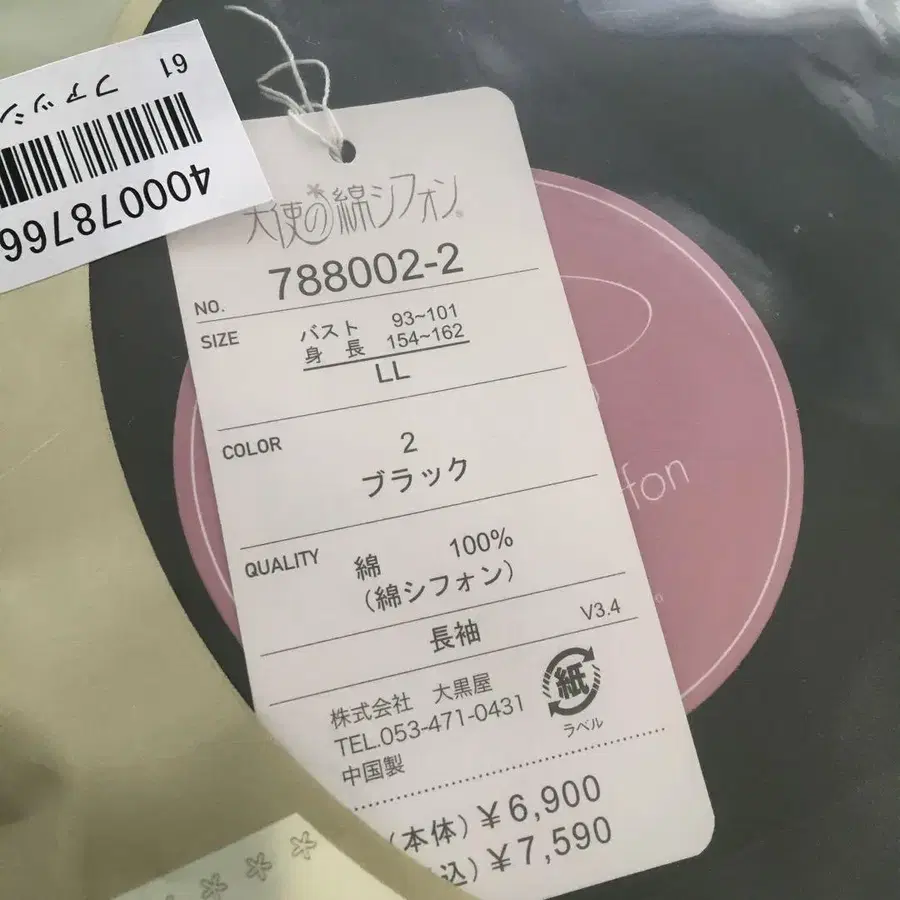 61
ファッシ
400078766
天使の綿シフォン®
NO. 788002-2
SIZE バスト 93~101
身長 154~162
LL
COLOR 2
ブラック
QUALITY 綿 100%
(綿シフォン)
長袖 V3.4
株式会社 大黒屋
TEL.053-471-0431
中国製
紙
ラベル
(本体)¥6,900
込)¥7,590
fon